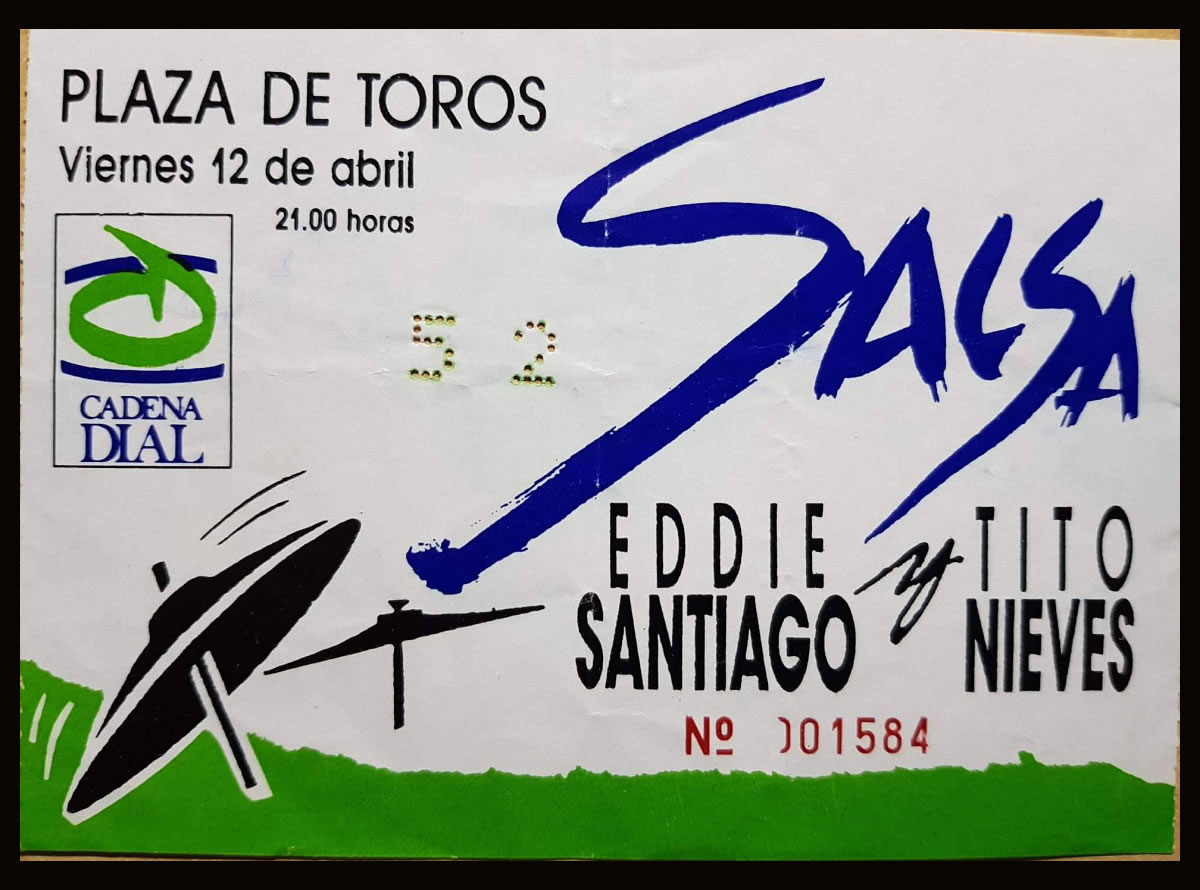 PLAZA DE TOROS
Viernes 12 de abril
21.00 horas
CADENA
DIAL
52
SALSA
EDDIE
SANTIAGO
y
TITO
NIEVES
Nº 001584